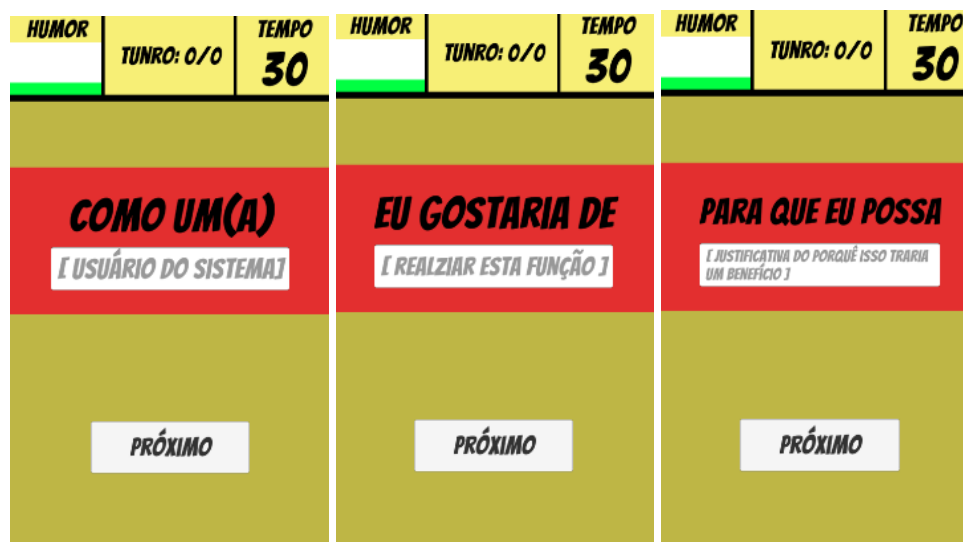 HUMOR
TUNRO: 0/0
TEMPO
30
COMO UM(A)
[ USUÁRIO DO SISTEMA]
PRÓXIMO
HUMOR
TUNRO: 0/0
TEMPO
30
EU GOSTARIA DE
[ REALZIAR ESTA FUNÇÃO ]
PRÓXIMO
HUMOR
TUNRO: 0/0
TEMPO
30
PARA QUE EU POSSA
[ JUSTIFICATIVA DO PORQUÊ ISSO TRARIA
UM BENEFÍCIO ]
PRÓXIMO